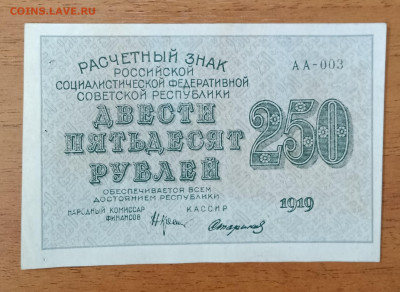 COINS.LAVE.RU
РАСЧЕТНЫЙ ЗНАК
РОССИЙСКОЙ
СОЦИАЛИСТИЧЕСКОЙ ФЕДЕРАТИВНОЙ
СОВЕТСКОЙ РЕСПУБЛИКИ
АА-003
ДВЕСТИ
ПЯТЬДЕСЯТ
РУБЛЕЙ
250
ОБЕСПЕЧИВАЕТСЯ ВСЕМ
ДОСТОЯНИЕМ РЕСПУБЛИКИ
НАРОДНЫЙ КОМИССАР
ФИНАНСОВ
КАССИР
1919